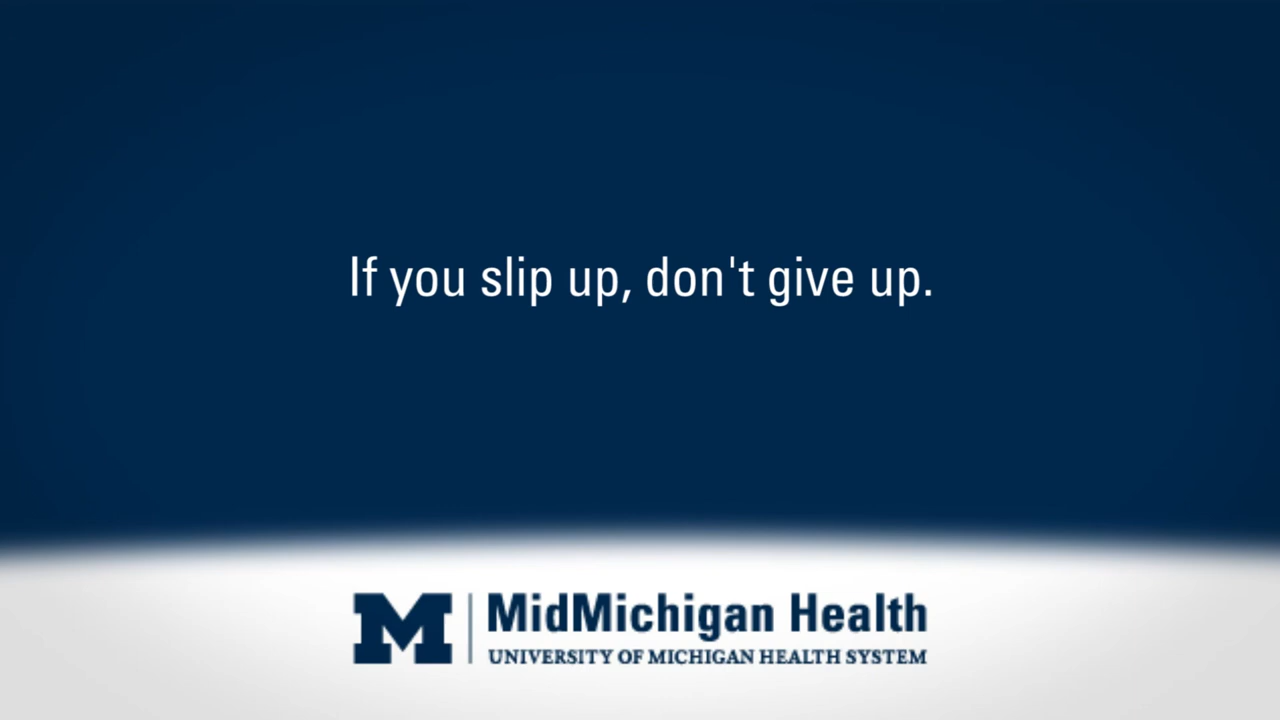 If you slip up, don't give up.
M
MidMichigan Health
UNIVERSITY OF MICHIGAN HEALTH SYSTEM